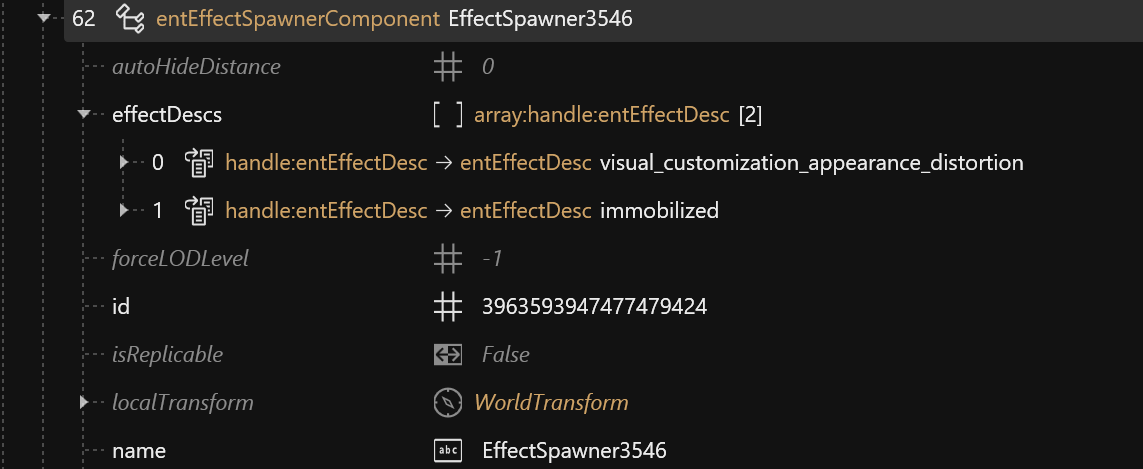 62 entEffectSpawnerComponent EffectSpawner3546
autoHideDistance 0
effectDescs [ ] array:handle:entEffectDesc [2]
0 handle:entEffectDesc → entEffectDesc visual_customization_appearance_distortion
1 handle:entEffectDesc → entEffectDesc immobilized
forceLODLevel -1
id 3963593947477479424
isReplicable False
localTransform WorldTransform
name abc EffectSpawner3546